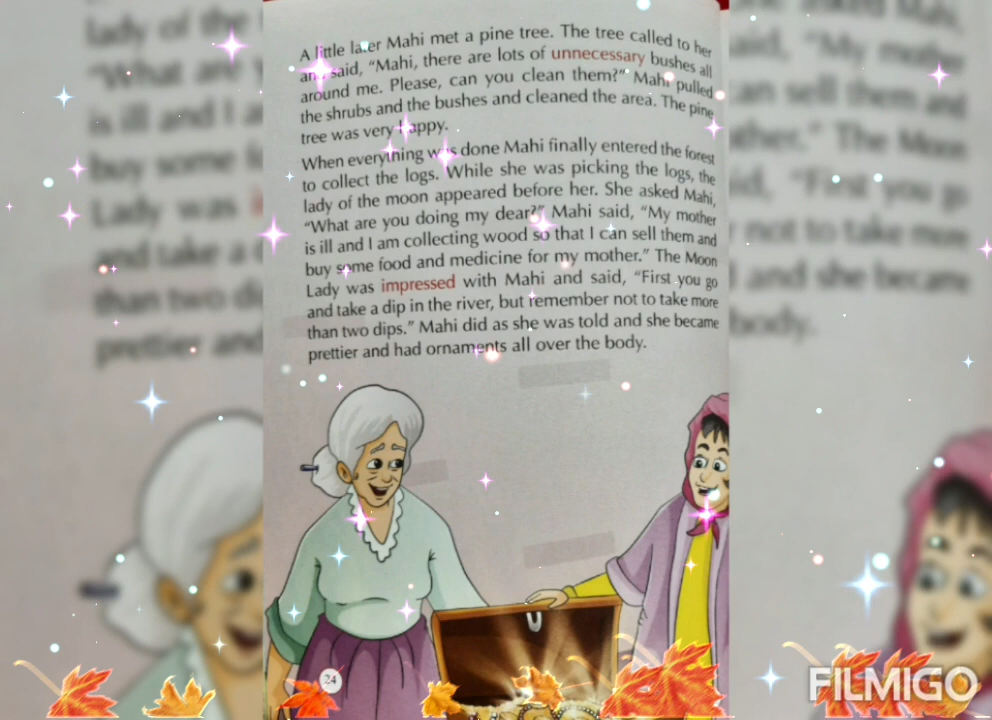 A little later Mahi met a pine tree. The tree called to her
and said, “Mahi, there are lots of unnecessary bushes all
around me. Please, can you clean them?” Mahi pulled
the shrubs and the bushes and cleaned the area. The pine
tree was very happy.
When everything was done Mahi finally entered the forest
to collect the logs. While she was picking the logs, the
lady of the moon appeared before her. She asked Mahi,
“What are you doing my dear?” Mahi said, “My mother
is ill and I am collecting wood so that I can sell them and
buy some food and medicine for my mother.” The Moon
Lady was impressed with Mahi and said, “First you go
and take a dip in the river, but remember not to take more
than two dips.” Mahi did as she was told and she became
prettier and had ornaments all over the body.
24
FILMIGO